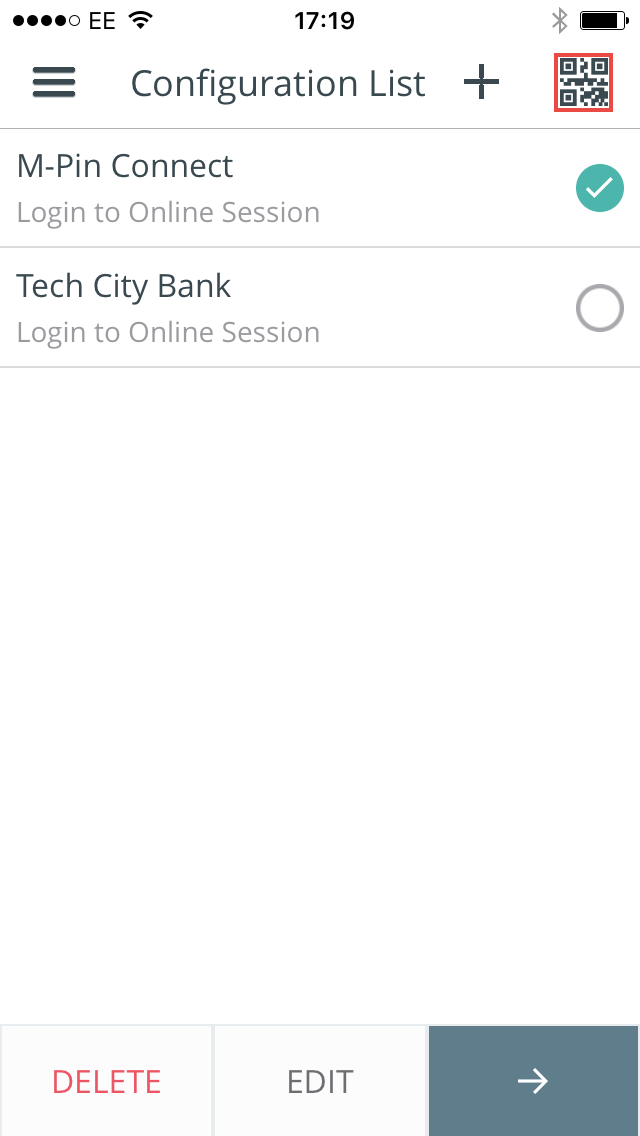 EE 17:19
Configuration List
M-Pin Connect
Login to Online Session
Tech City Bank
Login to Online Session
DELETE EDIT